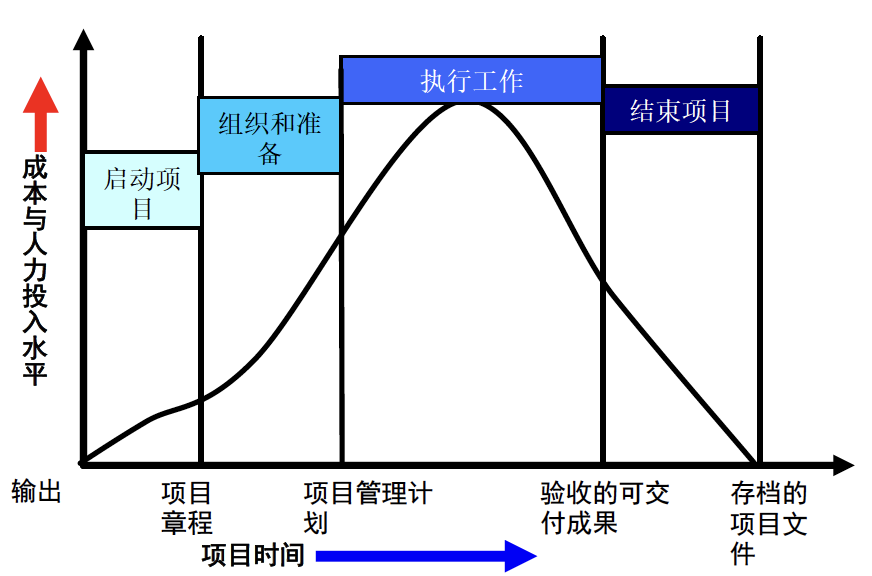 执行工作
组织和准
备
结束项目
启动项
目
成本与人力投入水平
输出
项目
章程
项目管理计
划
验收的可交
付成果
存档的
项目文
件
项目时间